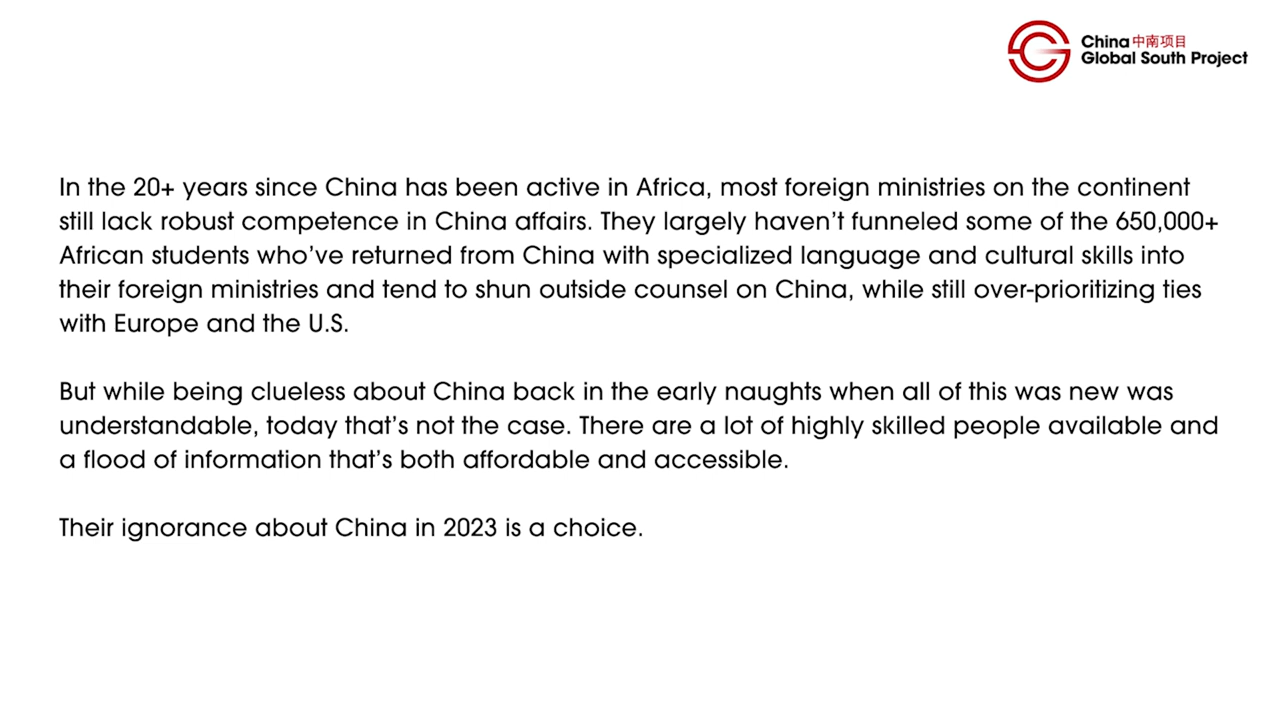 China 中南项目
Global South Project
In the 20+ years since China has been active in Africa, most foreign ministries on the continent
still lack robust competence in China affairs. They largely haven’t funneled some of the 650,000+
African students who’ve returned from China with specialized language and cultural skills into
their foreign ministries and tend to shun outside counsel on China, while still over-prioritizing ties
with Europe and the U.S.
But while being clueless about China back in the early naughts when all of this was new was
understandable, today that’s not the case. There are a lot of highly skilled people available and
a flood of information that’s both affordable and accessible.
Their ignorance about China in 2023 is a choice.